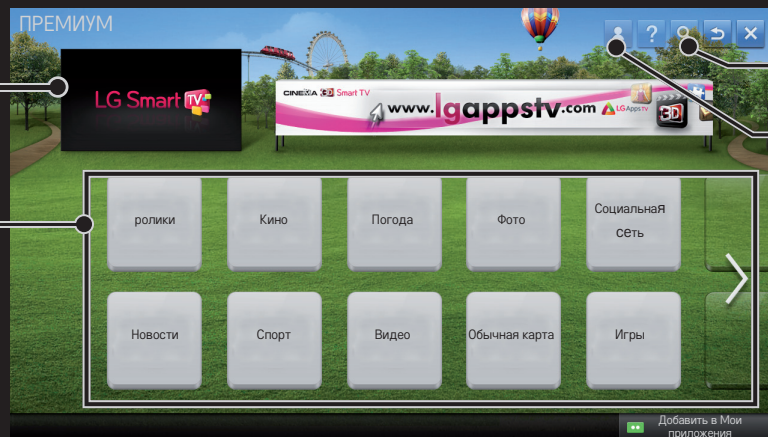 ПРЕМИУМ
?
LG Smart TV
CINEMA 3D Smart TV
www.lgappstv.com
LG Apps TV
3D
ролики
Кино
Погода
Фото
Социальная
сеть
Новости
Спорт
Видео
Обычная карта
Игры
Добавить в Мои
приложения